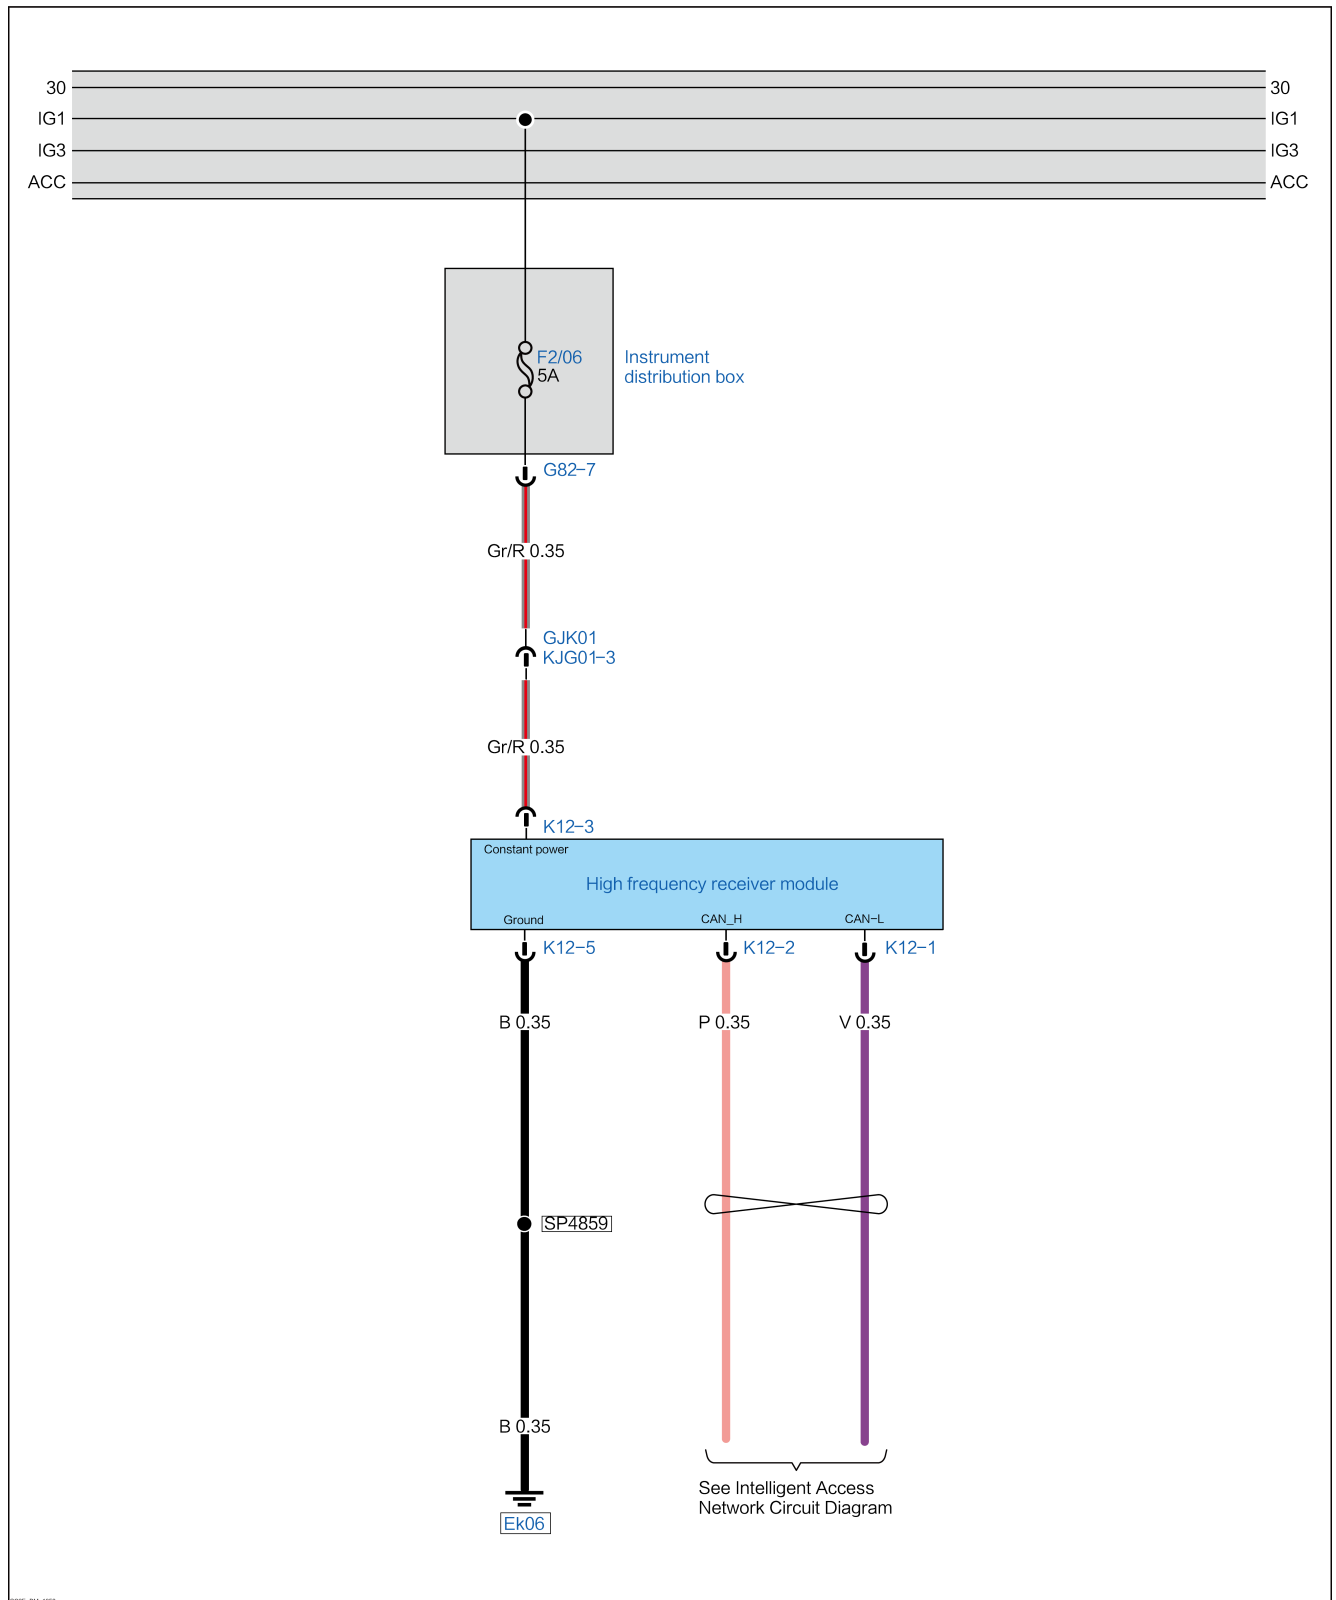 30 30
IG1 IG1
IG3 IG3
ACC ACC
F2/06
5A
Instrument
distribution box
G82-7
Gr/R 0.35
GJK01
KJG01-3
Gr/R 0.35
K12-3
Constant power
High frequency receiver module
Ground CAN_H CAN-L
K12-5 K12-2 K12-1
B 0.35 P 0.35 V 0.35
SP4859
B 0.35
See Intelligent Access
Network Circuit Diagram
Ek06